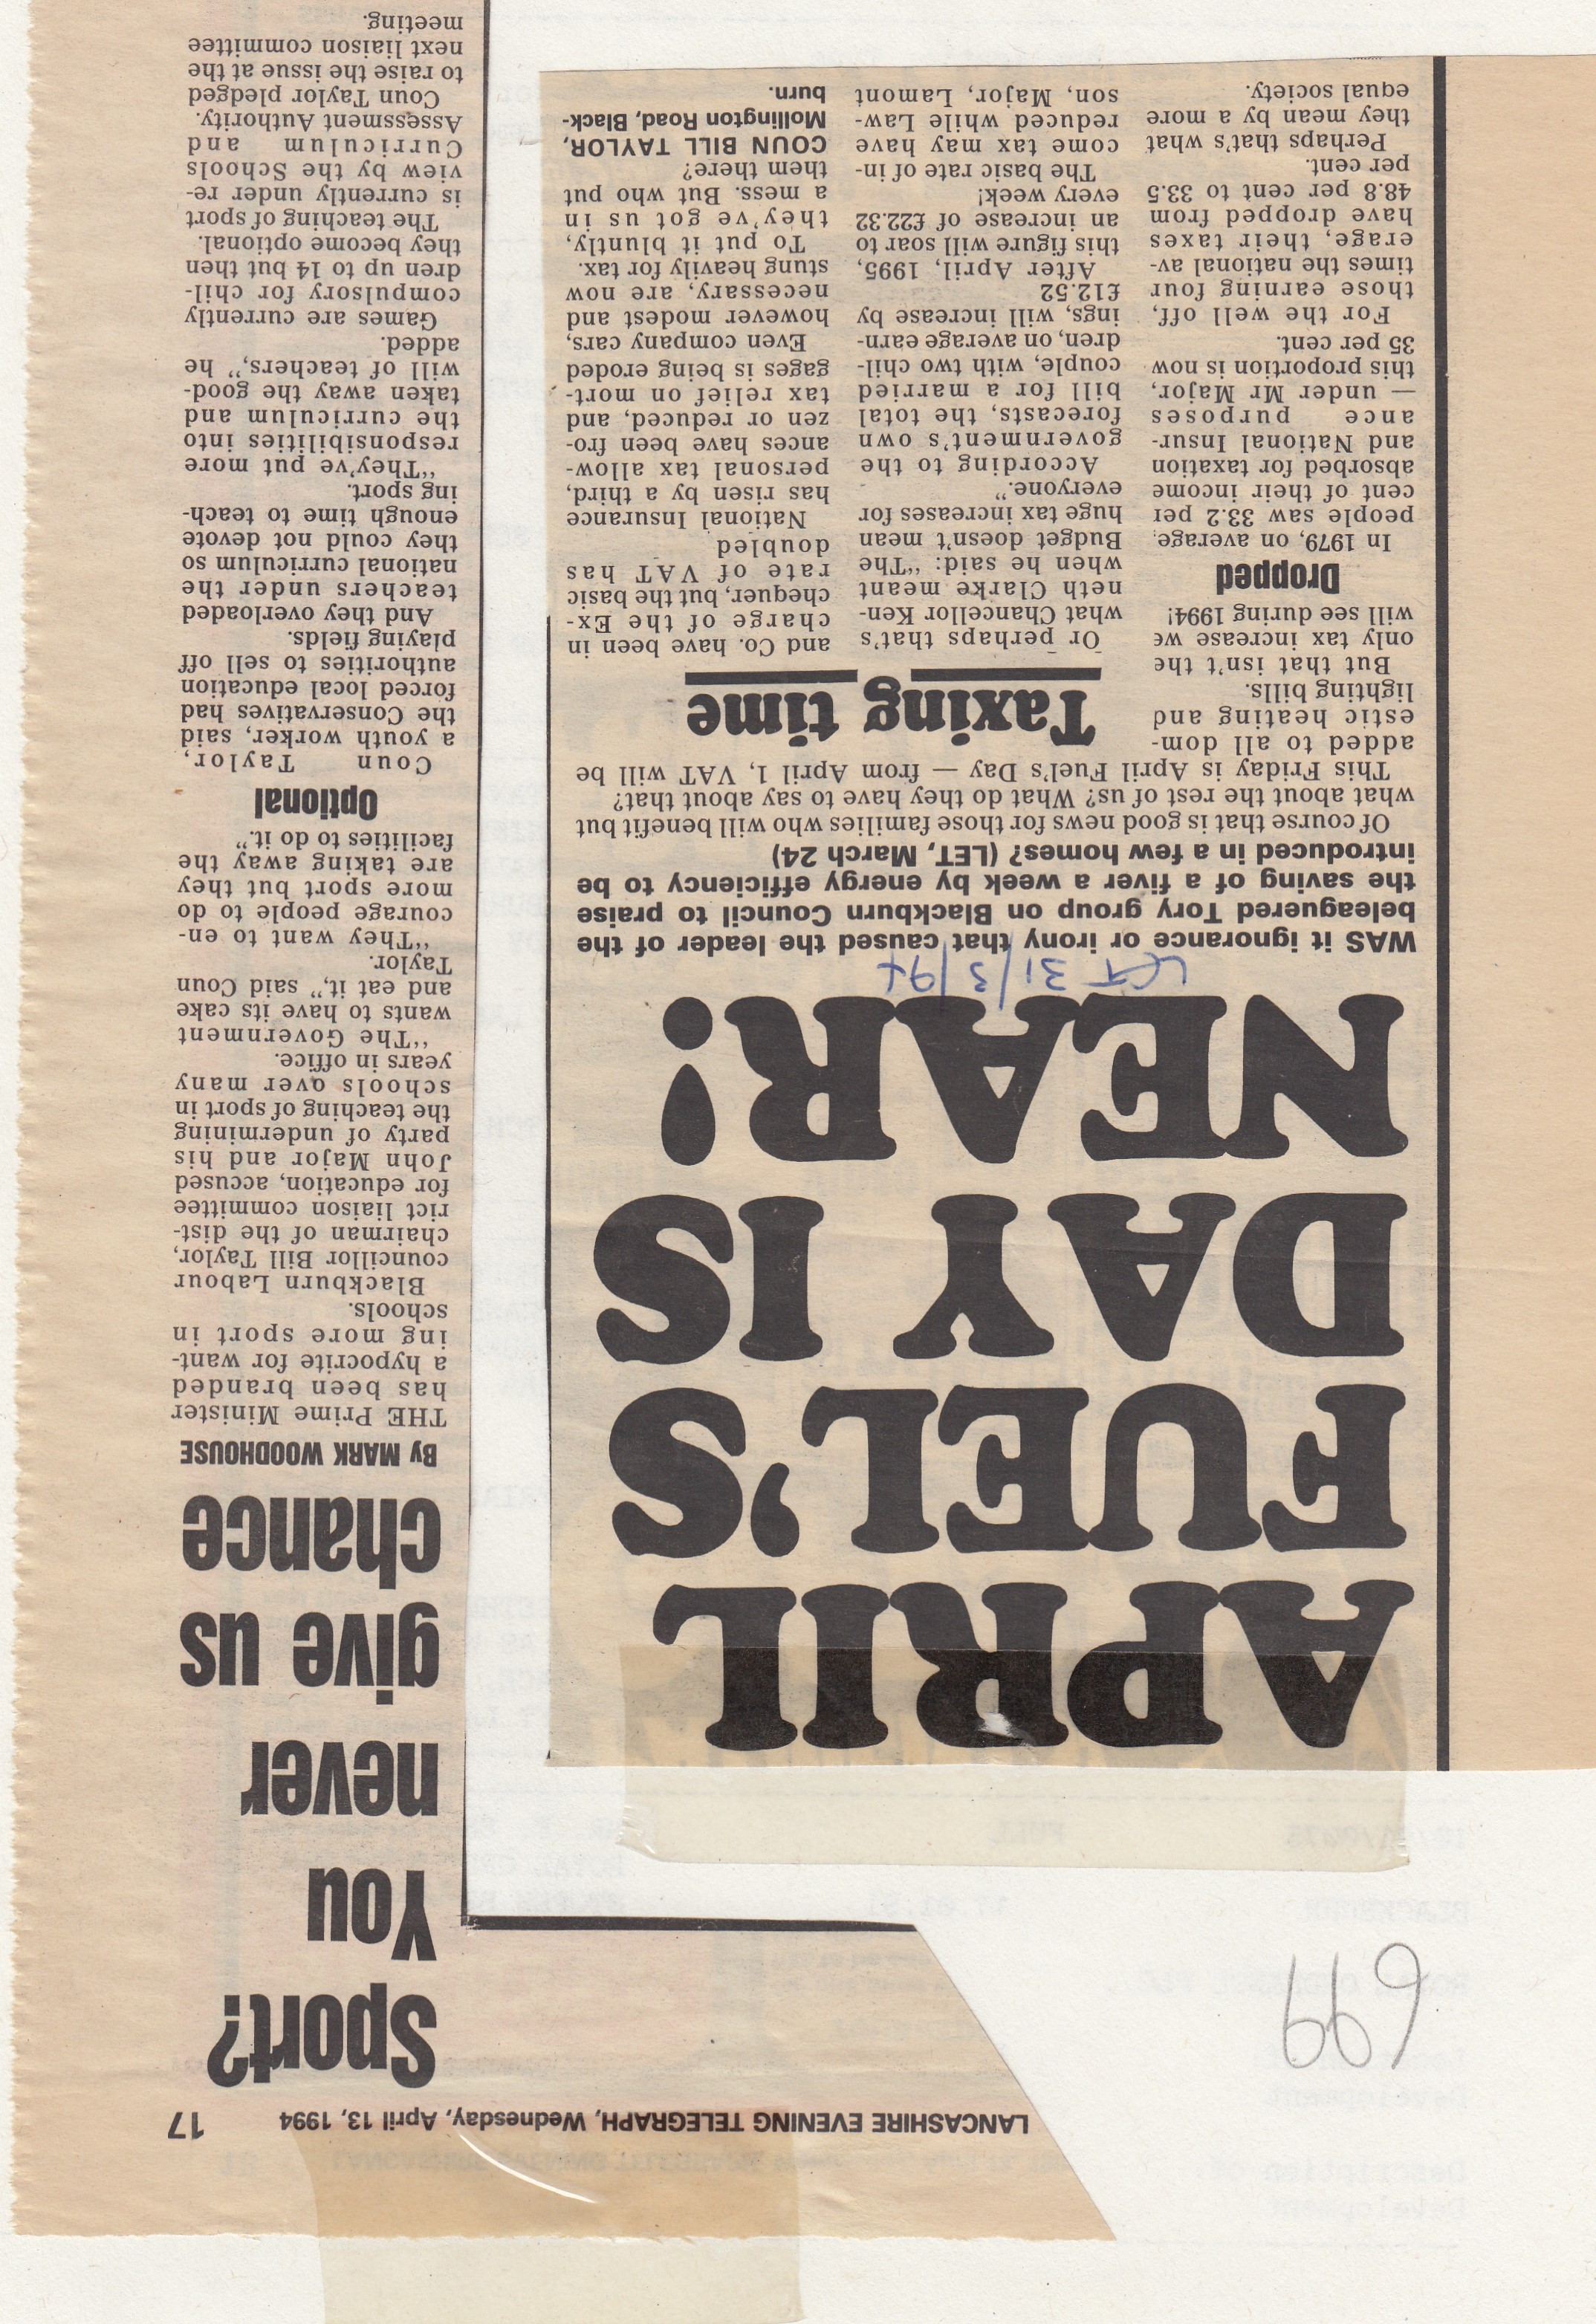 LANCASHIRE EVENING TELEGRAPH, Wednesday, April 13, 1994 17
699
APRIL
FUEL'S
DAY IS
NEAR!
LET 31/3/94
WAS it ignorance or irony that caused the leader of the
beleaguered Tory group on Blackburn Council to praise
the saving of a fiver a week by energy efficiency to be
introduced in a few homes? (LET, March 24)
Of course that is good news for those families who will benefit but
what about the rest of us? What do they have to say about that?
This Friday is April Fuel's Day — from April 1, VAT will be
added to all dom-
estic heating and
lighting bills.
But that isn't the
only tax increase we
will see during 1994!
Dropped
In 1979, on average,
people saw 33.2 per
cent of their income
absorbed for taxation
and National Insur-
ance purposes
— under Mr Major,
this proportion is now
35 per cent.
For the well off,
those earning four
times the national av-
erage, their taxes
have dropped from
48.8 per cent to 33.5
per cent.
Perhaps that's what
they mean by a more
equal society.
Taxing time
Or perhaps that's
what Chancellor Ken-
neth Clarke meant
when he said: "The
Budget doesn't mean
huge tax increases for
everyone."
According to the
government's own
forecasts, the total
bill for a married
couple, with two chil-
dren, on average earn-
ings, will increase by
£12.52
After April, 1995,
this figure will soar to
an increase of £22.32
every week!
The basic rate of in-
come tax may have
reduced while Law-
son, Major, Lamont
and Co. have been in
charge of the Ex-
chequer, but the basic
rate of VAT has
doubled
National Insurance
has risen by a third,
personal tax allow-
ances have been fro-
zen or reduced, and
tax relief on mort-
gages is being eroded
Even company cars,
however modest and
necessary, are now
stung heavily for tax.
To put it bluntly,
they've got us in
a mess. But who put
them there?
COUN BILL TAYLOR,
Mollington Road, Black-
burn.
Sport?
You
never
give us
chance
By MARK WOODHOUSE
THE Prime Minister
has been branded
a hypocrite for want-
ing more sport in
schools.
Blackburn Labour
councillor Bill Taylor,
chairman of the dist-
rict liaison committee
for education, accused
John Major and his
party of undermining
the teaching of sport in
schools over many
years in office.
"The Government
wants to have its cake
and eat it," said Coun
Taylor.
"They want to en-
courage people to do
more sport but they
are taking away the
facilities to do it."
Optional
Coun Taylor,
a youth worker, said
the Conservatives had
forced local education
authorities to sell off
playing fields.
And they overloaded
teachers under the
national curriculum so
they could not devote
enough time to teach-
ing sport.
"They've put more
responsibilities into
the curriculum and
taken away the good-
will of teachers," he
added.
Games are currently
compulsory for chil-
dren up to 14 but then
they become optional.
The teaching of sport
is currently under re-
view by the Schools
Curriculum and
Assessment Authority.
Coun Taylor pledged
to raise the issue at the
next liaison committee
meeting.